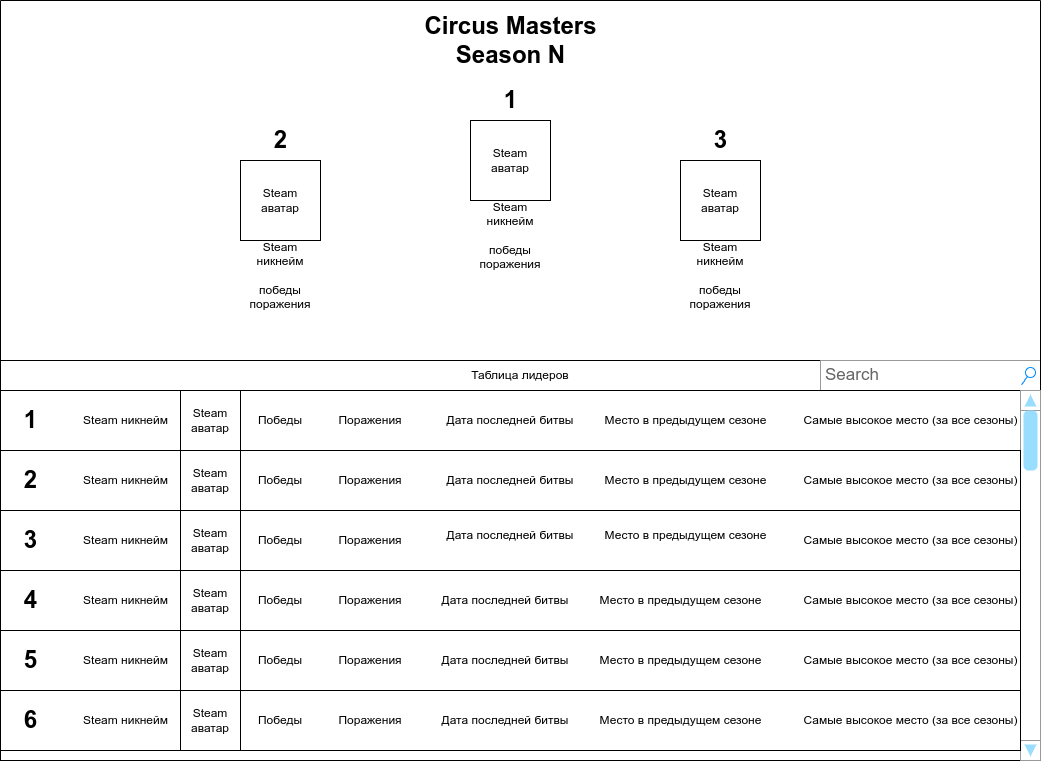 Circus Masters
Season N
1
2
3
Steam
аватар
Steam
никнейм
победы
поражения
Steam
аватар
Steam
никнейм
победы
поражения
Steam
аватар
Steam
никнейм
победы
поражения
Таблица лидеров
Search
1 Steam никнейм Steam аватар Победы Поражения Дата последней битвы Место в предыдущем сезоне Самые высокое место (за все сезоны)
2 Steam никнейм Steam аватар Победы Поражения Дата последней битвы Место в предыдущем сезоне Самые высокое место (за все сезоны)
3 Steam никнейм Steam аватар Победы Поражения Дата последней битвы Место в предыдущем сезоне Самые высокое место (за все сезоны)
4 Steam никнейм Steam аватар Победы Поражения Дата последней битвы Место в предыдущем сезоне Самые высокое место (за все сезоны)
5 Steam никнейм Steam аватар Победы Поражения Дата последней битвы Место в предыдущем сезоне Самые высокое место (за все сезоны)
6 Steam никнейм Steam аватар Победы Поражения Дата последней битвы Место в предыдущем сезоне Самые высокое место (за все сезоны)